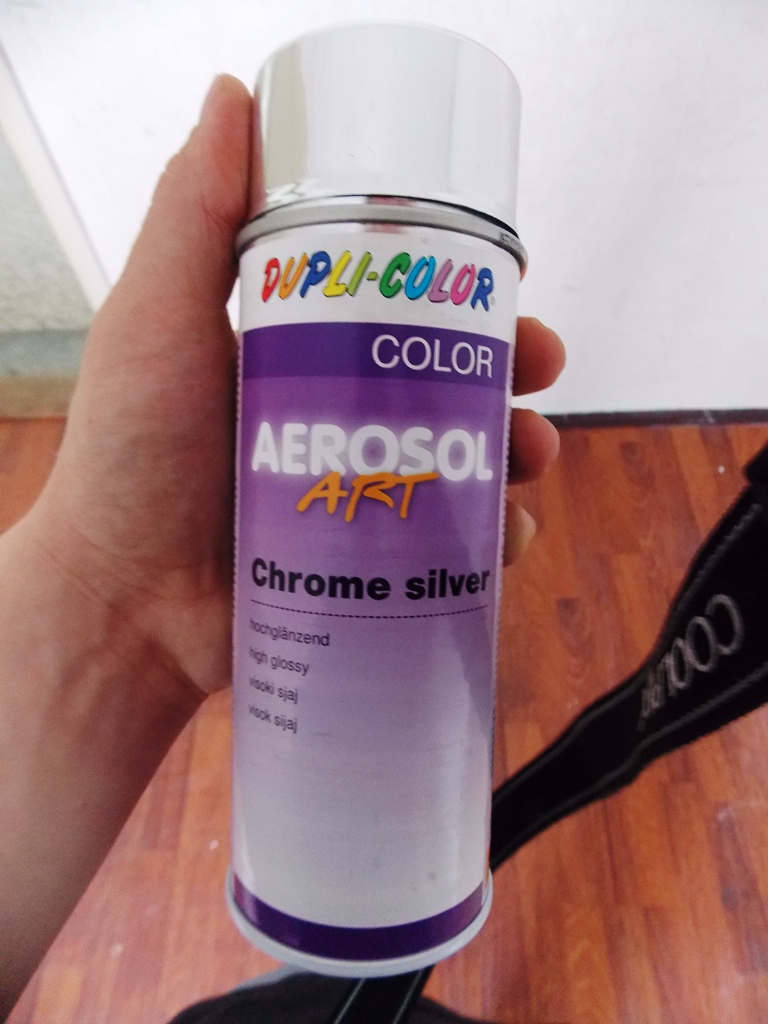 DUPLI-COLOR
COLOR
AEROSOL
ART
Chrome silver
hochglänzend
high glossy
visoki sjaj
visok sijaj